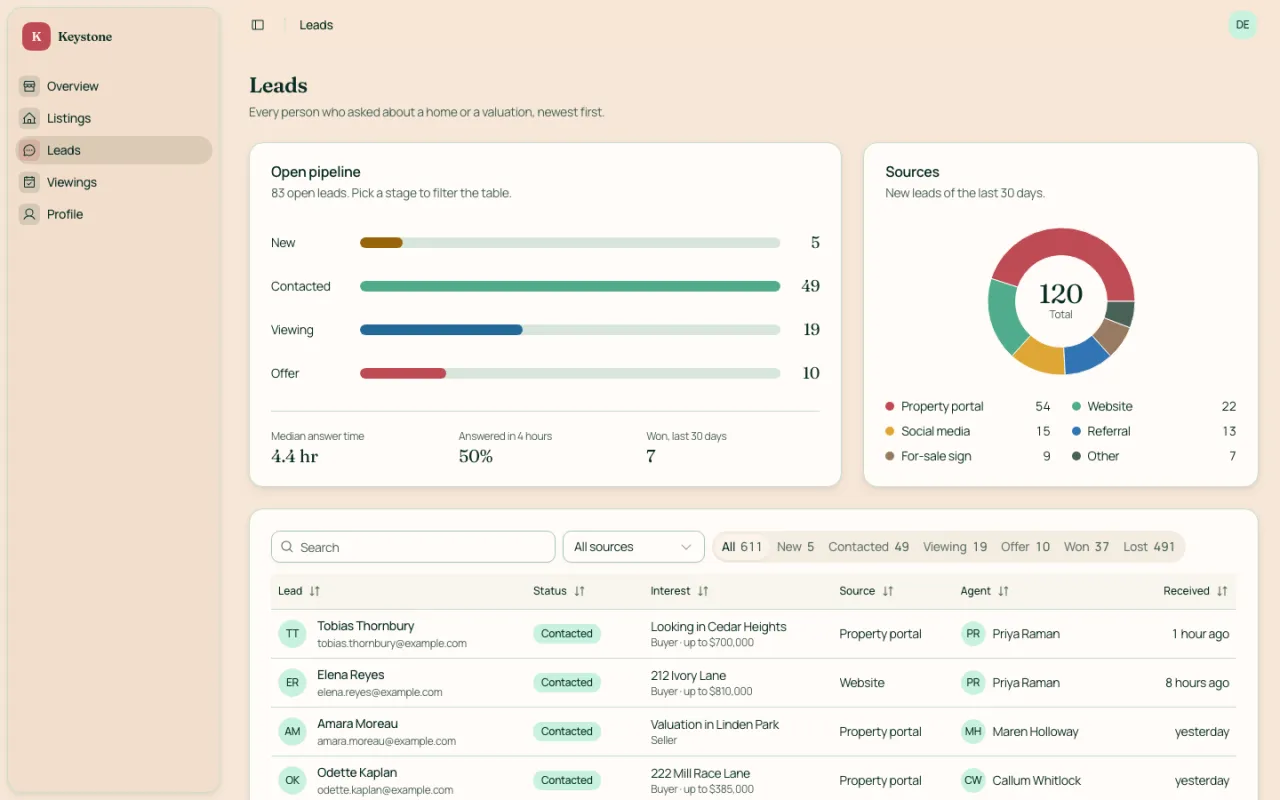 K Keystone
Overview
Listings
Leads
Viewings
Profile
Leads
DE
Leads
Every person who asked about a home or a valuation, newest first.
Open pipeline
83 open leads. Pick a stage to filter the table.
New 5
Contacted 49
Viewing 19
Offer 10
Median answer time
4.4 hr
Answered in 4 hours
50%
Won, last 30 days
7
Sources
New leads of the last 30 days.
120
Total
Property portal 54 Website 22
Social media 15 Referral 13
For-sale sign 9 Other 7
Search All sources All 611 New 5 Contacted 49 Viewing 19 Offer 10 Won 37 Lost 491
Lead Status Interest Source Agent Received
TT Tobias Thornbury Contacted Looking in Cedar Heights Property portal PR Priya Raman 1 hour ago
tobias.thornbury@example.com Buyer · up to $700,000
ER Elena Reyes Contacted 212 Ivory Lane Website PR Priya Raman 8 hours ago
elena.reyes@example.com Buyer · up to $810,000
AM Amara Moreau Contacted Valuation in Linden Park Property portal MH Maren Holloway yesterday
amara.moreau@example.com Seller
OK Odette Kaplan Contacted 222 Mill Race Lane Property portal CW Callum Whitlock yesterday
odette.kaplan@example.com Buyer · up to $385,000